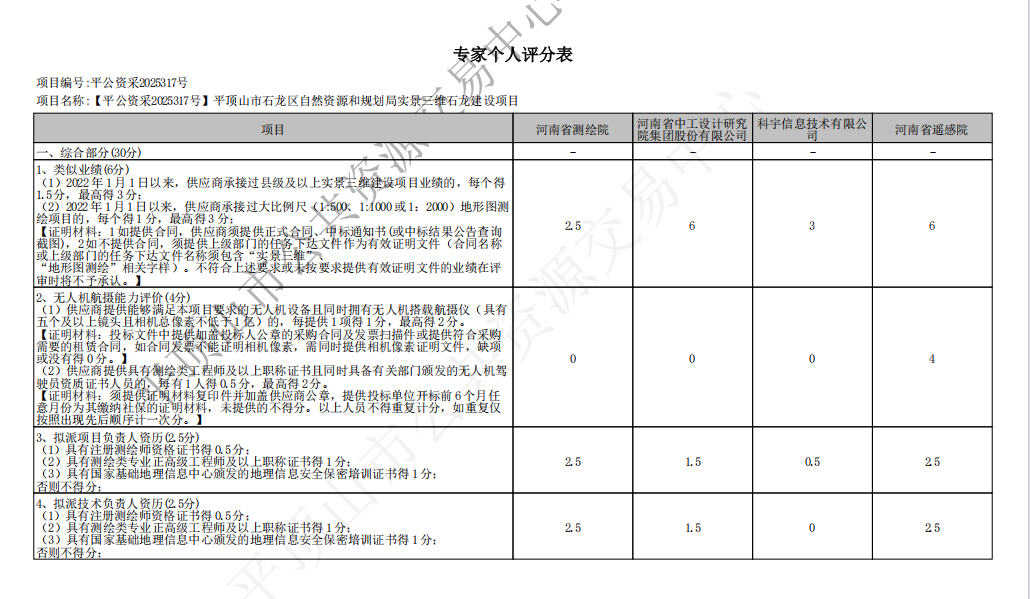 专家个人评分表
项目编号:平公资采2025317号
项目名称:【平公资采2025317号】平顶山市石龙区自然资源和规划局实景三维石龙建设项目
项目 河南省测绘院 河南省中工设计研究院集团股份有限公司 科宇信息技术有限公司 河南省遥感院
一、综合部分(30分) - - - -
1、类似业绩(6分)
（1）2022年1月1日以来，供应商承接过县级及以上实景三维建设项目业绩的，每个得
1.5分，最高得3分；
（2）2022年1月1日以来，供应商承接过大比例尺（1:500、1:1000或1：2000）地形图测
绘项目的，每个得1分，最高得3分；
【证明材料：1如提供合同，供应商须提供正式合同、中标通知书(或中标结果公告查询
截图)，2如不提供合同，须提供上级部门的任务下达文件作为有效证明文件（合同名称
或上级部门的任务下达文件名称须包含“实景三维”
“地形图测绘”相关字样）。不符合上述要求或未按要求提供有效证明文件的业绩在评
审时将不予承认。】
2.5 6 3 6
2、无人机航摄能力评价(4分)
（1）供应商提供能够满足本项目要求的无人机设备且同时拥有无人机搭载航摄仪（具有
五个及以上镜头且相机总像素不低于1亿）的，每提供1项得1分，最高得2分。
【证明材料：投标文件中提供加盖投标人公章的采购合同及发票扫描件或提供符合采购
需要的租赁合同，如合同发票不能证明相机像素，需同时提供相机像素证明文件，缺项
或没有得0分。】
（2）供应商提供具有测绘类工程师及以上职称证书且同时具备有关部门颁发的无人机驾
驶员资质证书人员的，每有1人得0.5分，最高得2分。
【证明材料：须提供证明材料复印件并加盖供应商公章，提供投标单位开标前6个月任
意月份为其缴纳社保的证明材料，未提供的不得分。以上人员不得重复计分，如重复仅
按照出现先后顺序计一次分。】
0 0 0 4
3、拟派项目负责人资历(2.5分)
（1）具有注册测绘师资格证书得0.5分；
（2）具有测绘类专业正高级工程师及以上职称证书得1分；
（3）具有国家基础地理信息中心颁发的地理信息安全保密培训证书得1分；
否则不得分；
2.5 1.5 0.5 2.5
4、拟派技术负责人资历(2.5分)
（1）具有注册测绘师资格证书得0.5分；
（2）具有测绘类专业正高级工程师及以上职称证书得1分；
（3）具有国家基础地理信息中心颁发的地理信息安全保密培训证书得1分；
否则不得分；
2.5 1.5 0 2.5
平顶山市公共资源交易中心
平顶山市公共资源交易中心